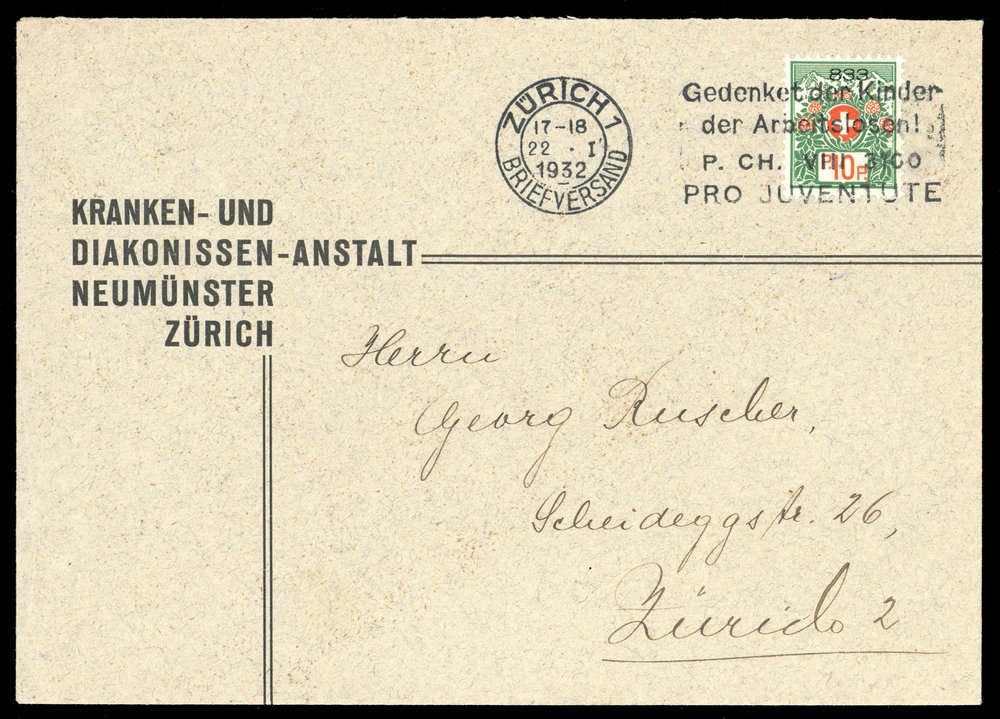 KRANKEN- UND
DIAKONISSEN-ANSTALT
NEUMÜNSTER
ZÜRICH
ZÜRICH 1
17-18
22 . I
1932
BRIEFVERSAND
833
10 P.
Gedenket der Kinder
der Arbeitslosen!
P. CH. VIII 3100
PRO JUVENTUTE
Herrn
Georg Ruscher,
Scheideggstr. 26,
Zürich 2